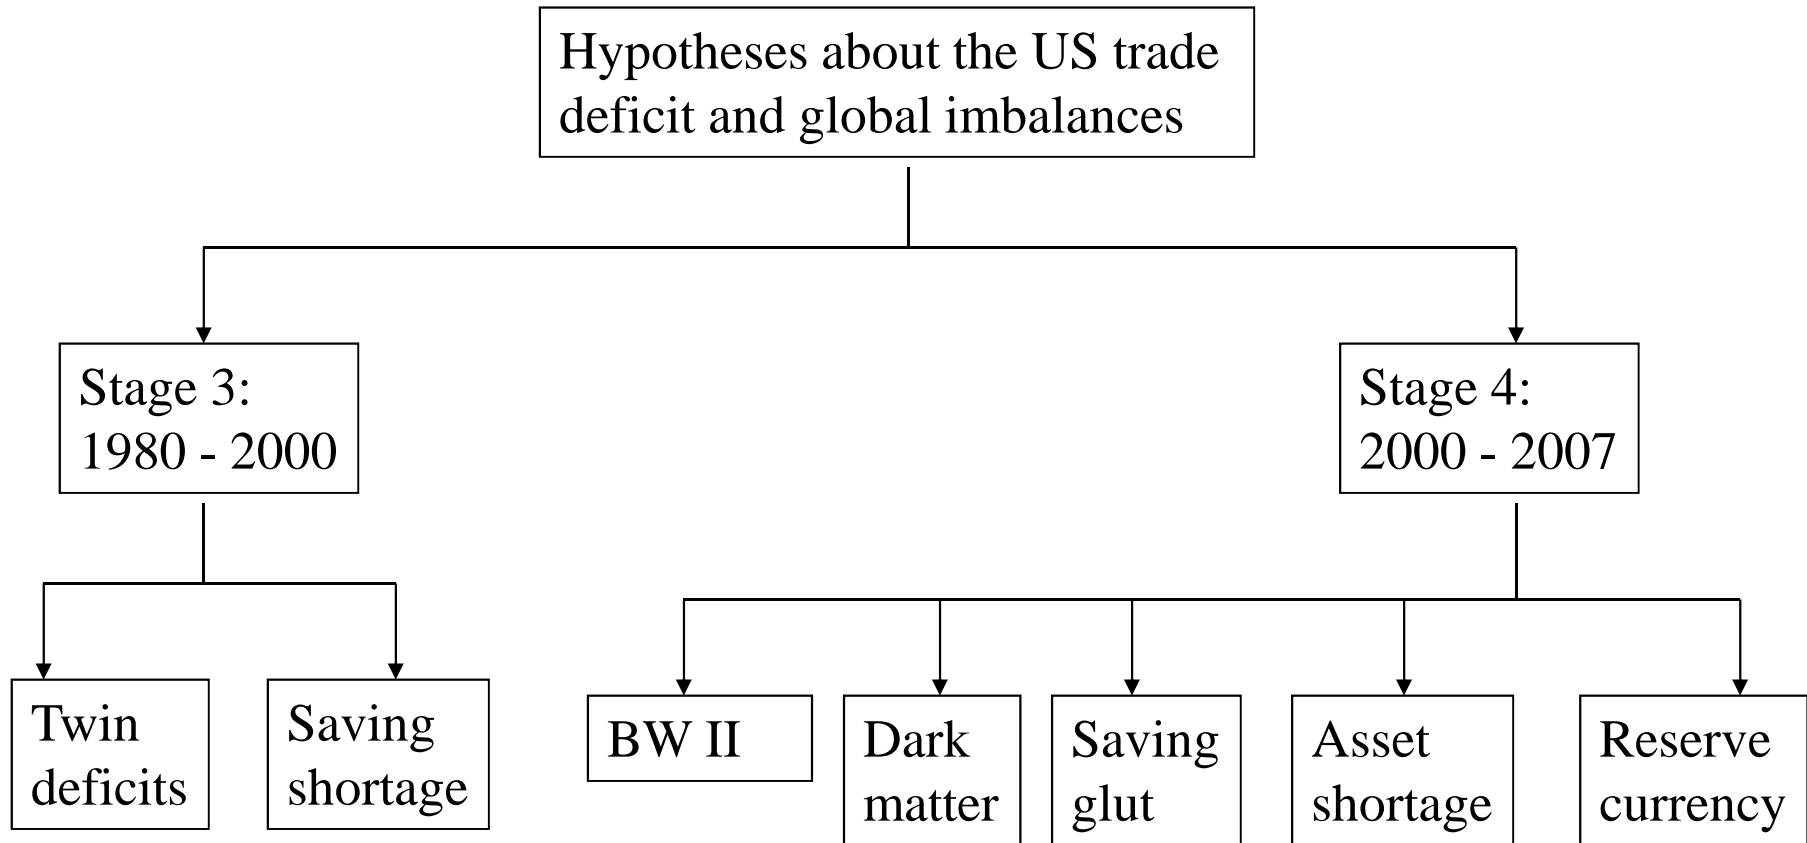 Hypotheses about the US trade
deficit and global imbalances
Stage 3:
1980 - 2000
Stage 4:
2000 - 2007
Twin
deficits
Saving
shortage
BW II
Dark
matter
Saving
glut
Asset
shortage
Reserve
currency